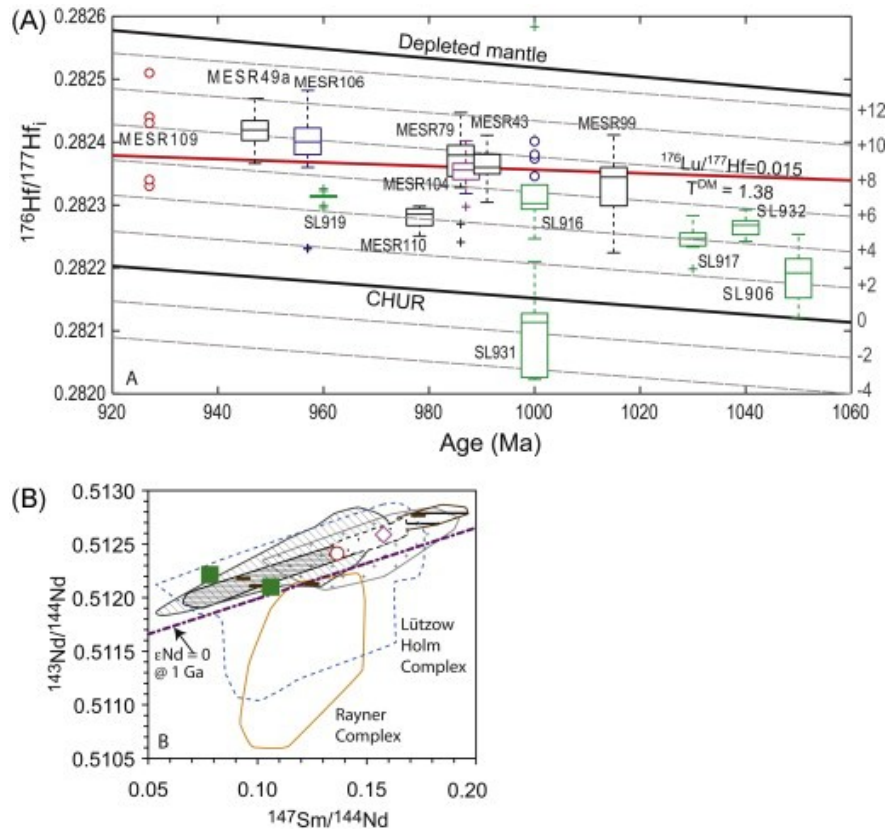 (A)
0.2826
0.2825
0.2824
0.2823
0.2822
0.2821
0.2820
¹⁷⁶Hf/¹⁷⁷Hfᵢ
Depleted mantle
MESR49a
MESR106
MESR109
MESR79
MESR43
MESR99
¹⁷⁶Lu/¹⁷⁷Hf=0.015
Tᴰᴹ = 1.38
MESR104
SL919
MESR110
SL916
SL932
SL917
SL906
CHUR
SL931
A
+12
+10
+8
+6
+4
+2
0
-2
-4
920 940 960 980 1000 1020 1040 1060
Age (Ma)
(B)
0.5130
0.5125
0.5120
0.5115
0.5110
0.5105
¹⁴³Nd/¹⁴⁴Nd
εNd = 0
@ 1 Ga
Lützow
Holm
Complex
Rayner
Complex
B
0.05 0.10 0.15 0.20
¹⁴⁷Sm/¹⁴⁴Nd